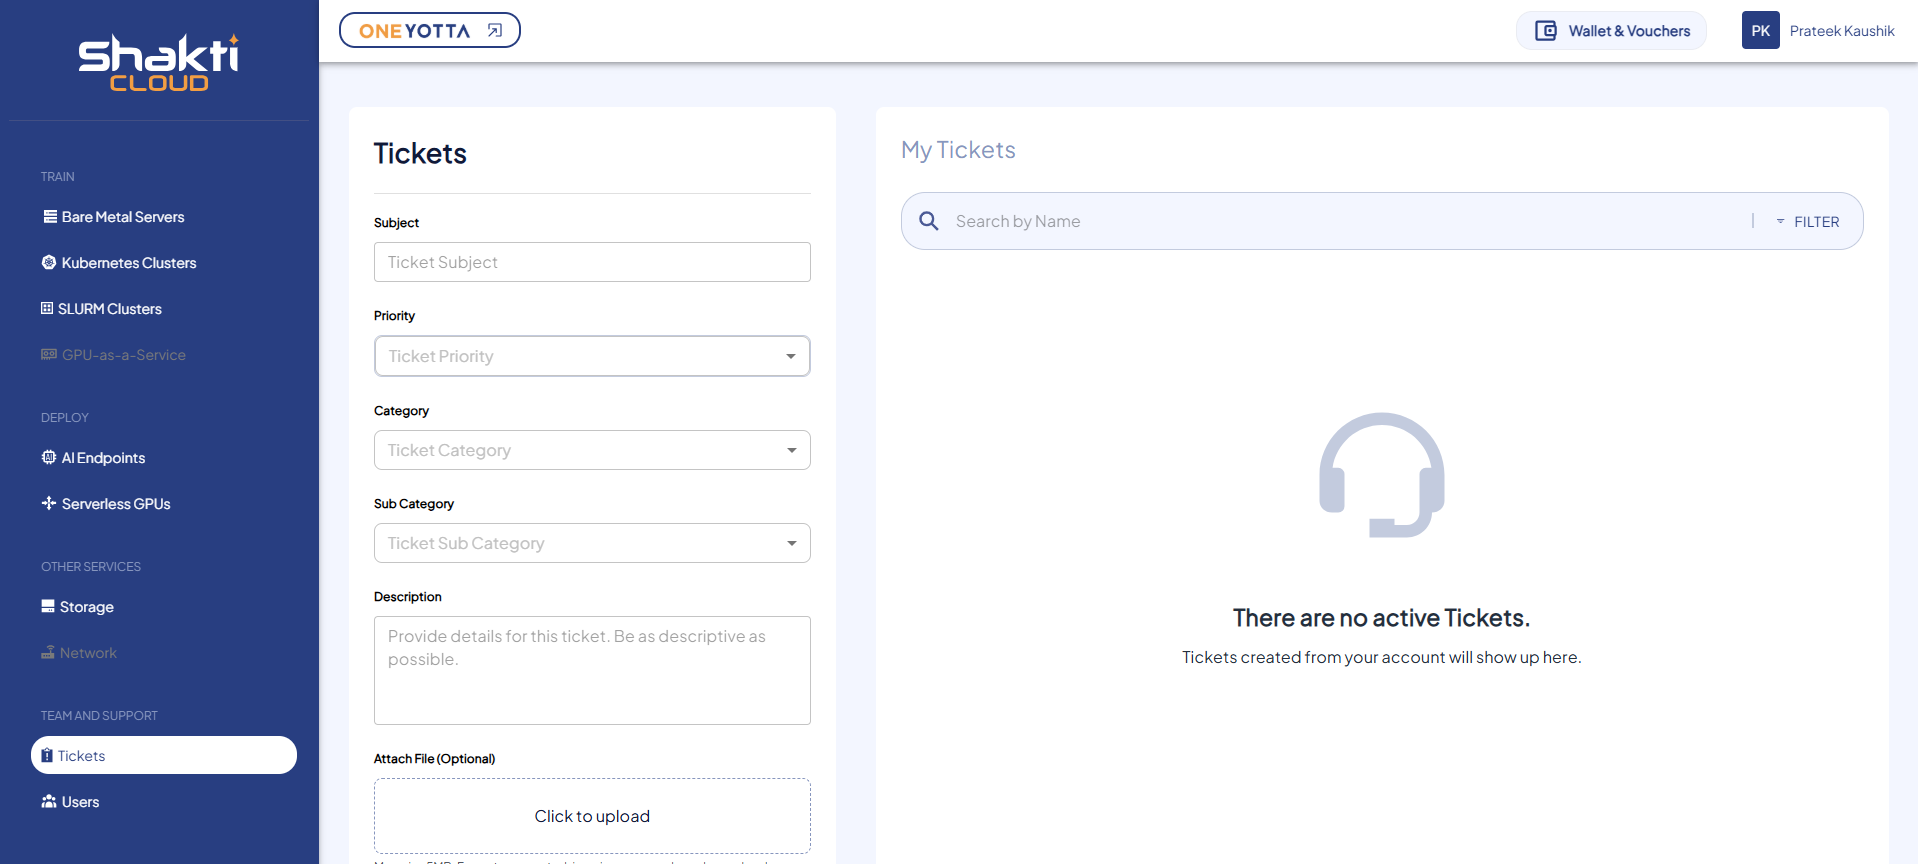 Shakti
CLOUD
TRAIN
Bare Metal Servers
Kubernetes Clusters
SLURM Clusters
GPU-as-a-Service
DEPLOY
AI Endpoints
Serverless GPUs
OTHER SERVICES
Storage
Network
TEAM AND SUPPORT
Tickets
Users
ONEYOTTA
Wallet & Vouchers
PK
Prateek Kaushik
Tickets
Subject
Ticket Subject
Priority
Ticket Priority
Category
Ticket Category
Sub Category
Ticket Sub Category
Description
Provide details for this ticket. Be as descriptive as
possible.
Attach File (Optional)
Click to upload
My Tickets
Search by Name
| FILTER
There are no active Tickets.
Tickets created from your account will show up here.